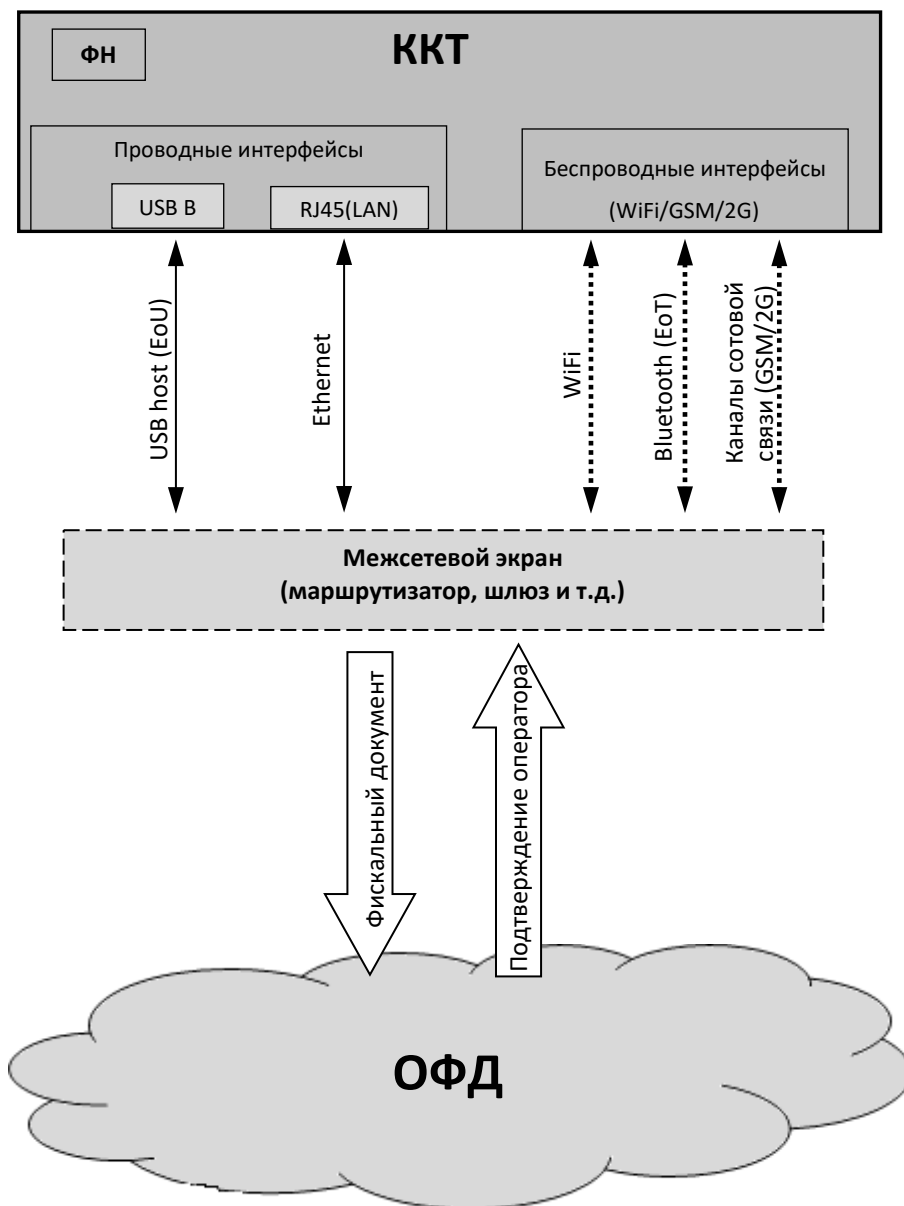 ФН
ККТ
Проводные интерфейсы
USB B
RJ45(LAN)
Беспроводные интерфейсы
(WiFi/GSM/2G)
USB host (EoU)
Ethernet
WiFi
Bluetooth (EoT)
Каналы сотовой
связи (GSM/2G)
Межсетевой экран
(маршрутизатор, шлюз и т.д.)
Фискальный документ
Подтверждение оператора
ОФД